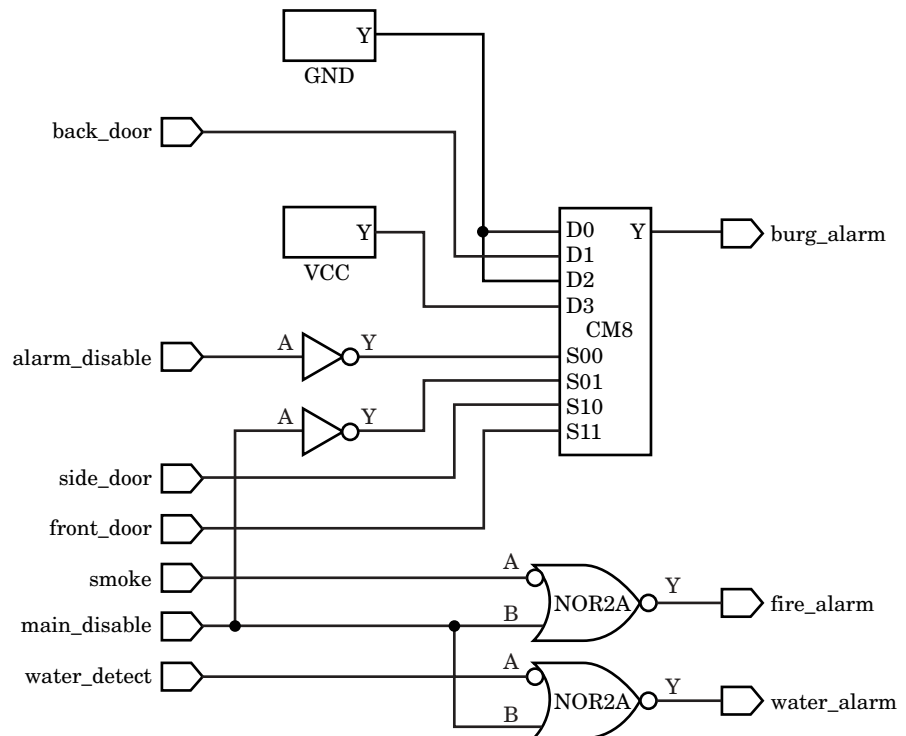 Y
GND
back_door
Y
VCC
D0 Y
D1
D2
D3
CM8
S00
S01
S10
S11
burg_alarm
alarm_disable
A Y
A Y
side_door
front_door
smoke
A
NOR2A
Y
fire_alarm
main_disable
B
water_detect
A
NOR2A
Y
water_alarm
B